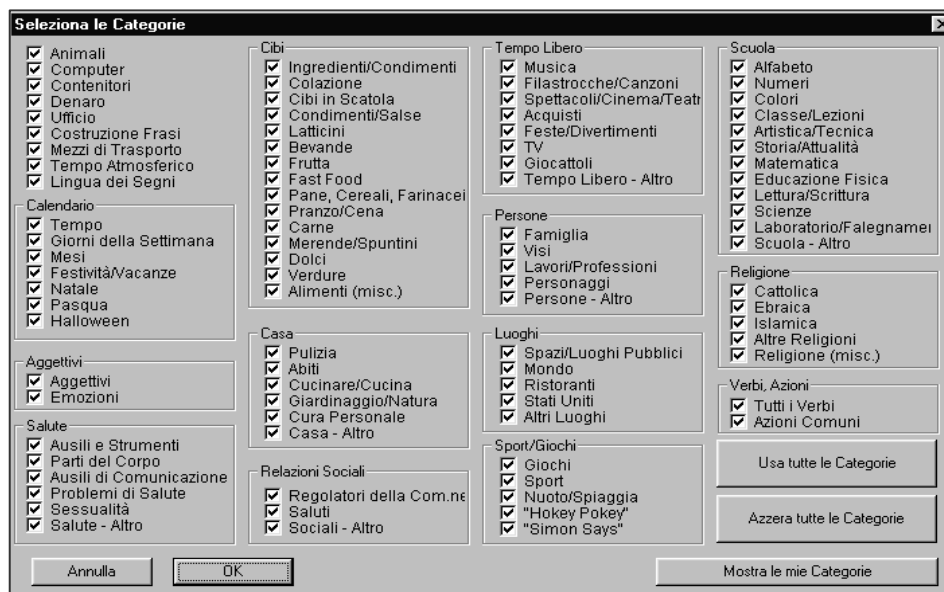 Seleziona le Categorie
Animali
Computer
Contenitori
Denaro
Ufficio
Costruzione Frasi
Mezzi di Trasporto
Tempo Atmosferico
Lingua dei Segni
Calendario
Tempo
Giorni della Settimana
Mesi
Festività/Vacanze
Natale
Pasqua
Halloween
Aggettivi
Aggettivi
Emozioni
Salute
Ausili e Strumenti
Parti del Corpo
Ausili di Comunicazione
Problemi di Salute
Sessualità
Salute - Altro
Cibi
Ingredienti/Condimenti
Colazione
Cibi in Scatola
Condimenti/Salse
Latticini
Bevande
Frutta
Fast Food
Pane, Cereali, Farinacei
Pranzo/Cena
Carne
Merende/Spuntini
Dolci
Verdure
Alimenti (misc.)
Casa
Pulizia
Abiti
Cucinare/Cucina
Giardinaggio/Natura
Cura Personale
Casa - Altro
Relazioni Sociali
Regolatori della Com.ne
Saluti
Sociali - Altro
Tempo Libero
Musica
Filastrocche/Canzoni
Spettacoli/Cinema/Teatr
Acquisti
Feste/Divertimenti
TV
Giocattoli
Tempo Libero - Altro
Persone
Famiglia
Visi
Lavori/Professioni
Personaggi
Persone - Altro
Luoghi
Spazi/Luoghi Pubblici
Mondo
Ristoranti
Stati Uniti
Altri Luoghi
Sport/Giochi
Giochi
Sport
Nuoto/Spiaggia
"Hokey Pokey"
"Simon Says"
Scuola
Alfabeto
Numeri
Colori
Classe/Lezioni
Artistica/Tecnica
Storia/Attualità
Matematica
Educazione Fisica
Lettura/Scrittura
Scienze
Laboratorio/Falegnamer
Scuola - Altro
Religione
Cattolica
Ebraica
Islamica
Altre Religioni
Religione (misc.)
Verbi, Azioni
Tutti i Verbi
Azioni Comuni
Usa tutte le Categorie
Azzera tutte le Categorie
Annulla
OK
Mostra le mie Categorie